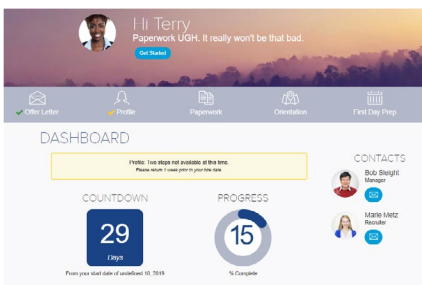 Hi Terry
Paperwork UGH. It really won't be that bad.
Get Started
Offer Letter
Profile
Paperwork
Orientation
First Day Prep
DASHBOARD
Profile: Two steps not available at this time.
Please return 1 week prior to your hire date.
CONTACTS
Bob Sleight
Manager
Marie Metz
Recruiter
COUNTDOWN
29
Days
From your start date of undefined 10, 2019
PROGRESS
15
% Complete